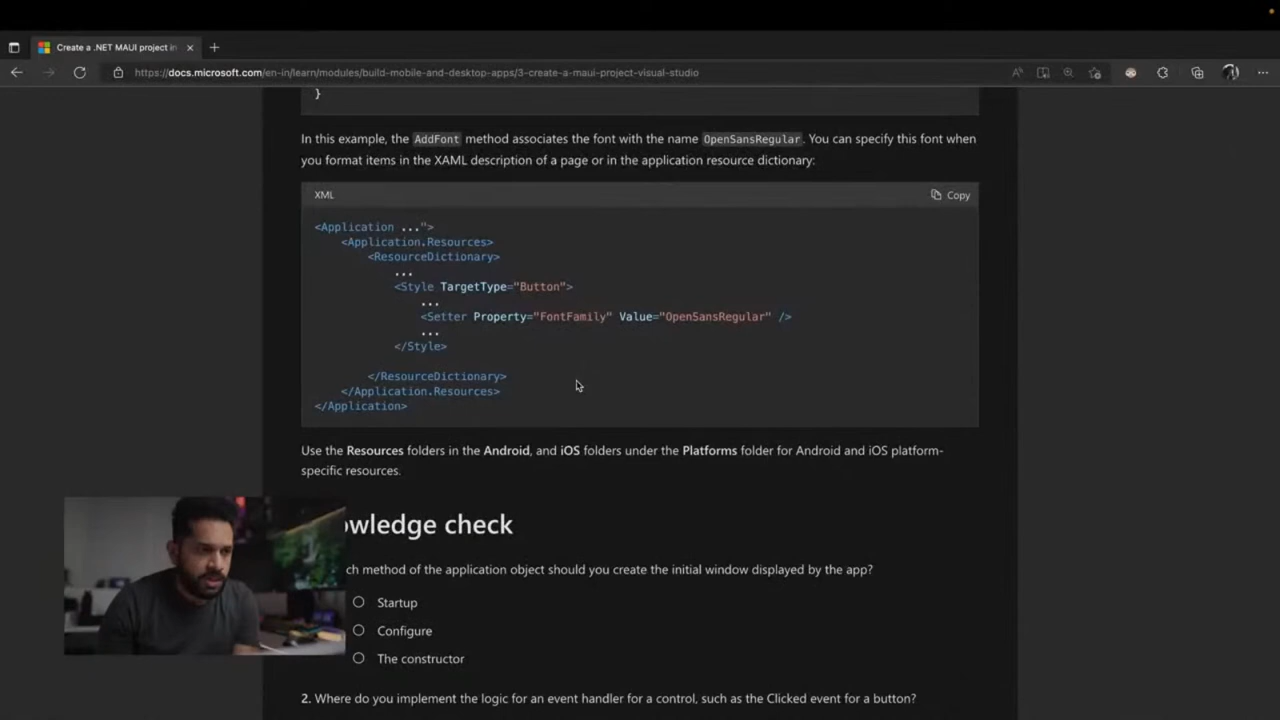 Create a .NET MAUI project in
https://docs.microsoft.com/en-in/learn/modules/build-mobile-and-desktop-apps/3-create-a-maui-project-visual-studio
}
In this example, the AddFont method associates the font with the name OpenSansRegular. You can specify this font when
you format items in the XAML description of a page or in the application resource dictionary:
XML
Copy
<Application ...">
<Application.Resources>
<ResourceDictionary>
...
<Style TargetType="Button">
...
<Setter Property="FontFamily" Value="OpenSansRegular" />
...
</Style>
</ResourceDictionary>
</Application.Resources>
</Application>
Use the Resources folders in the Android, and iOS folders under the Platforms folder for Android and iOS platform-
specific resources.
owledge check
ch method of the application object should you create the initial window displayed by the app?
Startup
Configure
The constructor
2. Where do you implement the logic for an event handler for a control, such as the Clicked event for a button?